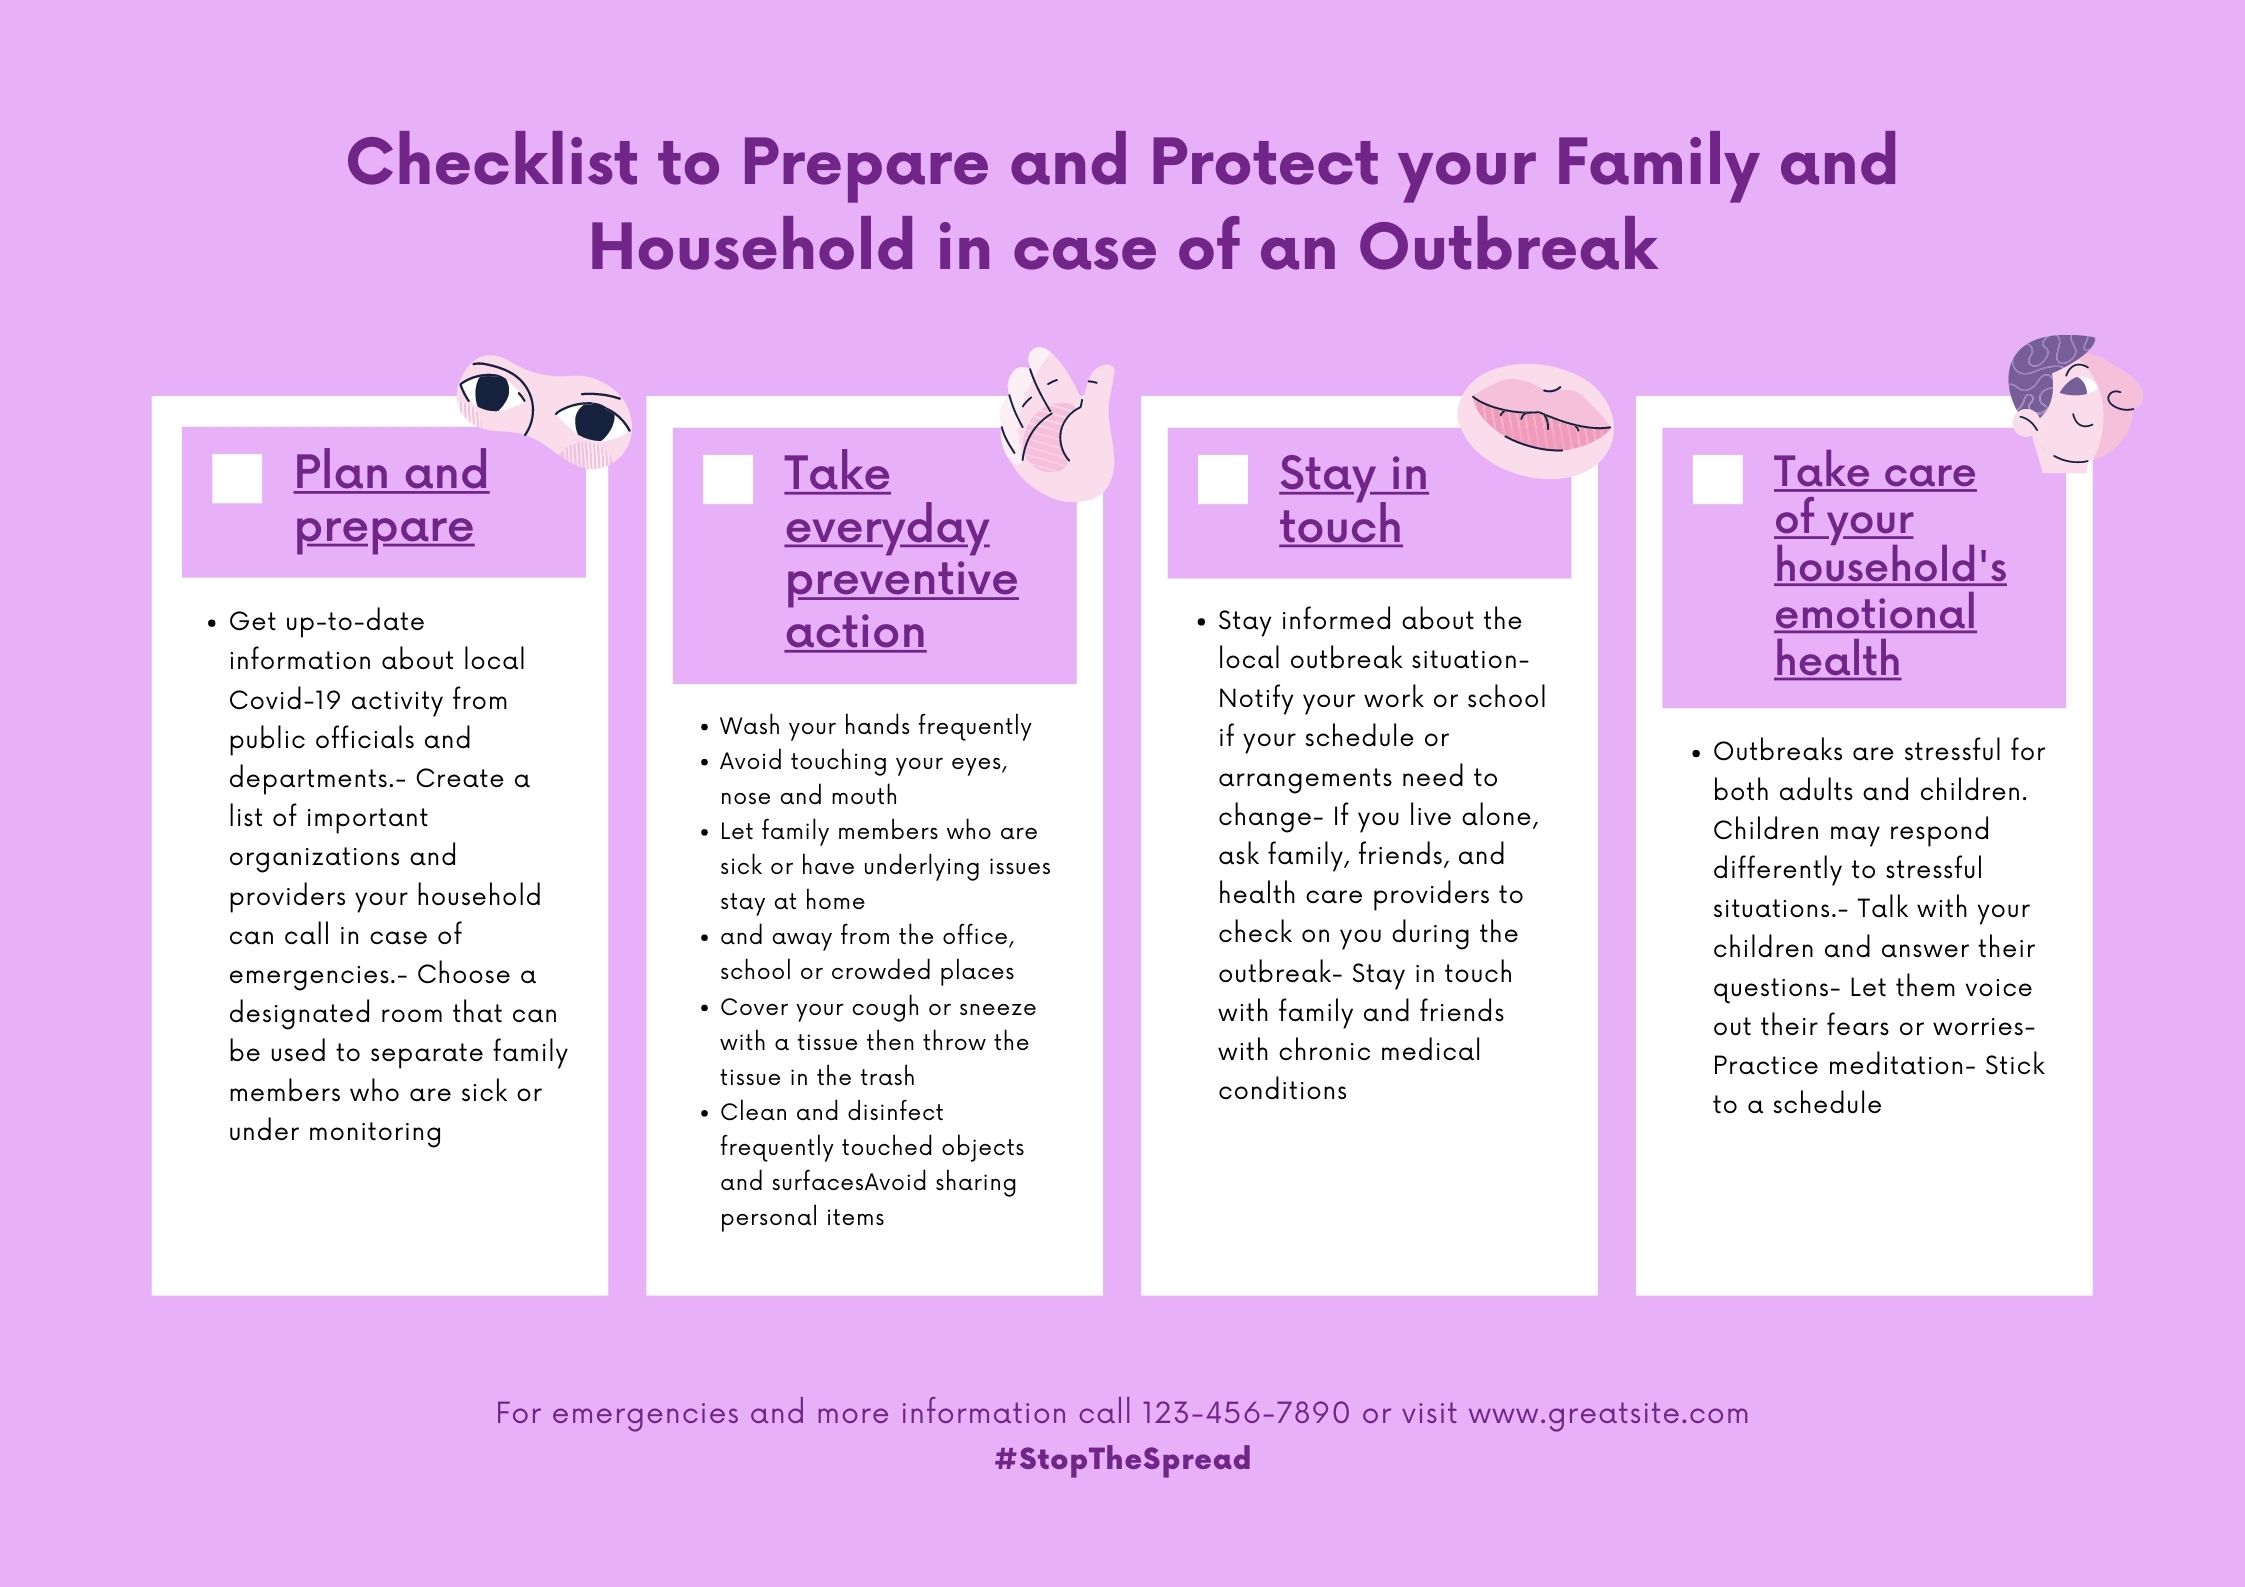 Checklist to Prepare and Protect your Family and
Household in case of an Outbreak
Plan and
prepare
• Get up-to-date
information about local
Covid-19 activity from
public officials and
departments.- Create a
list of important
organizations and
providers your household
can call in case of
emergencies.- Choose a
designated room that can
be used to separate family
members who are sick or
under monitoring
Take
everyday
preventive
action
• Wash your hands frequently
• Avoid touching your eyes,
nose and mouth
• Let family members who are
sick or have underlying issues
stay at home
• and away from the office,
school or crowded places
• Cover your cough or sneeze
with a tissue then throw the
tissue in the trash
• Clean and disinfect
frequently touched objects
and surfacesAvoid sharing
personal items
Stay in
touch
• Stay informed about the
local outbreak situation-
Notify your work or school
if your schedule or
arrangements need to
change- If you live alone,
ask family, friends, and
health care providers to
check on you during the
outbreak- Stay in touch
with family and friends
with chronic medical
conditions
Take care
of your
household's
emotional
health
• Outbreaks are stressful for
both adults and children.
Children may respond
differently to stressful
situations.- Talk with your
children and answer their
questions- Let them voice
out their fears or worries-
Practice meditation- Stick
to a schedule
For emergencies and more information call 123-456-7890 or visit www.greatsite.com
#StopTheSpread